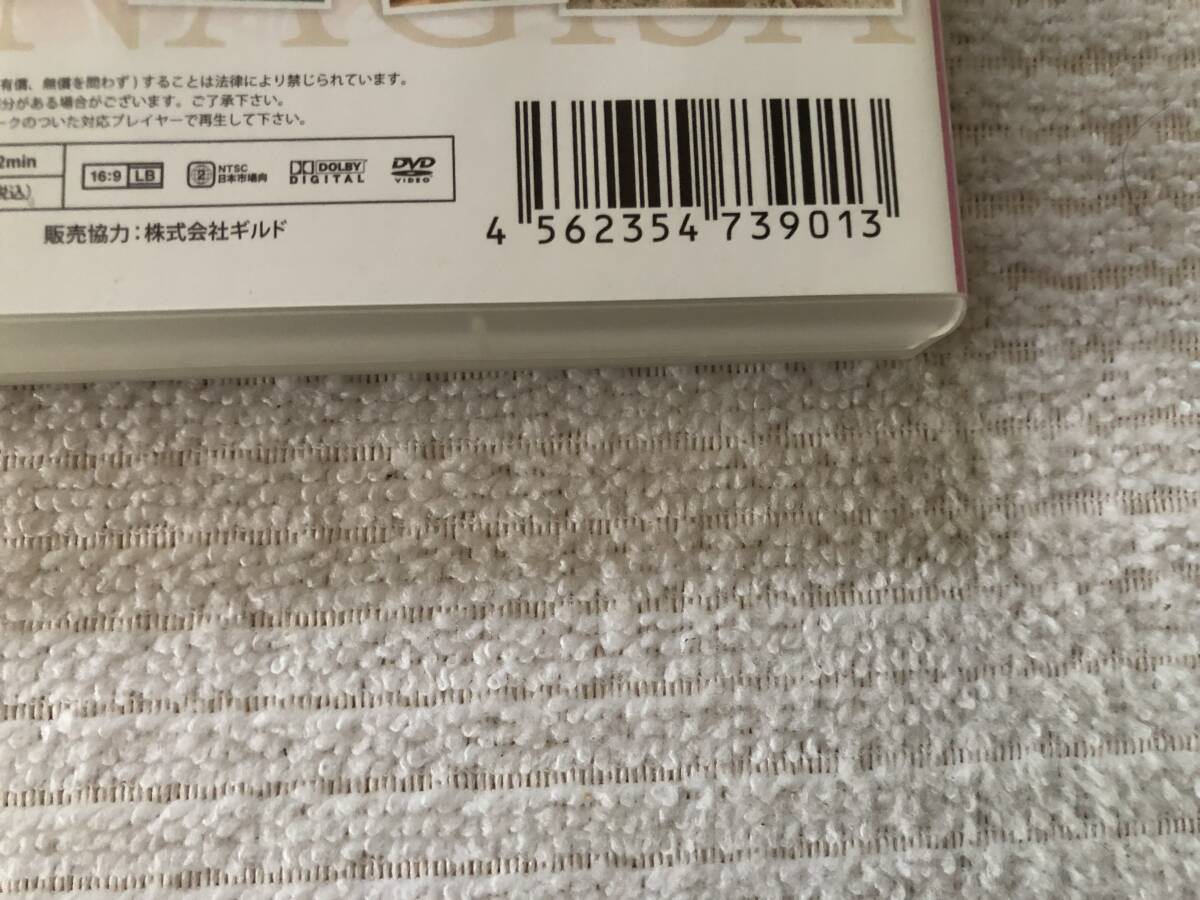 NAGISA
有償、無償を問わず)することは法律により禁じられています。
分がある場合がございます。ご了承下さい。
ークのついた対応プレイヤーで再生して下さい。
2min
税込)
16:9 LB
2 NTSC 日本市場向
DOLBY DIGITAL
DVD VIDEO
販売協力:株式会社ギルド
4 562354 739013